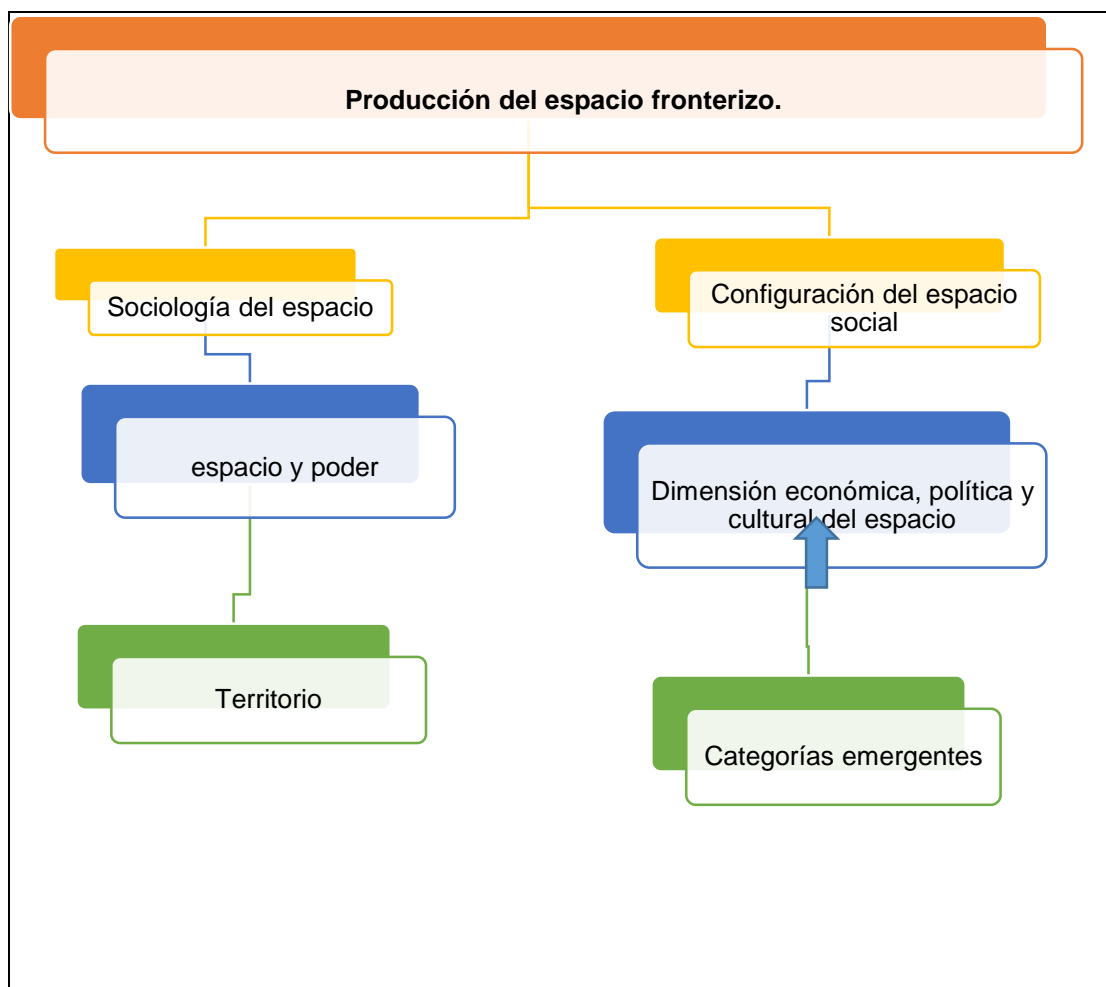 Producción del espacio fronterizo.
Sociología del espacio
Configuración del espacio
social
espacio y poder
Dimensión económica, política y
cultural del espacio
Territorio
Categorías emergentes